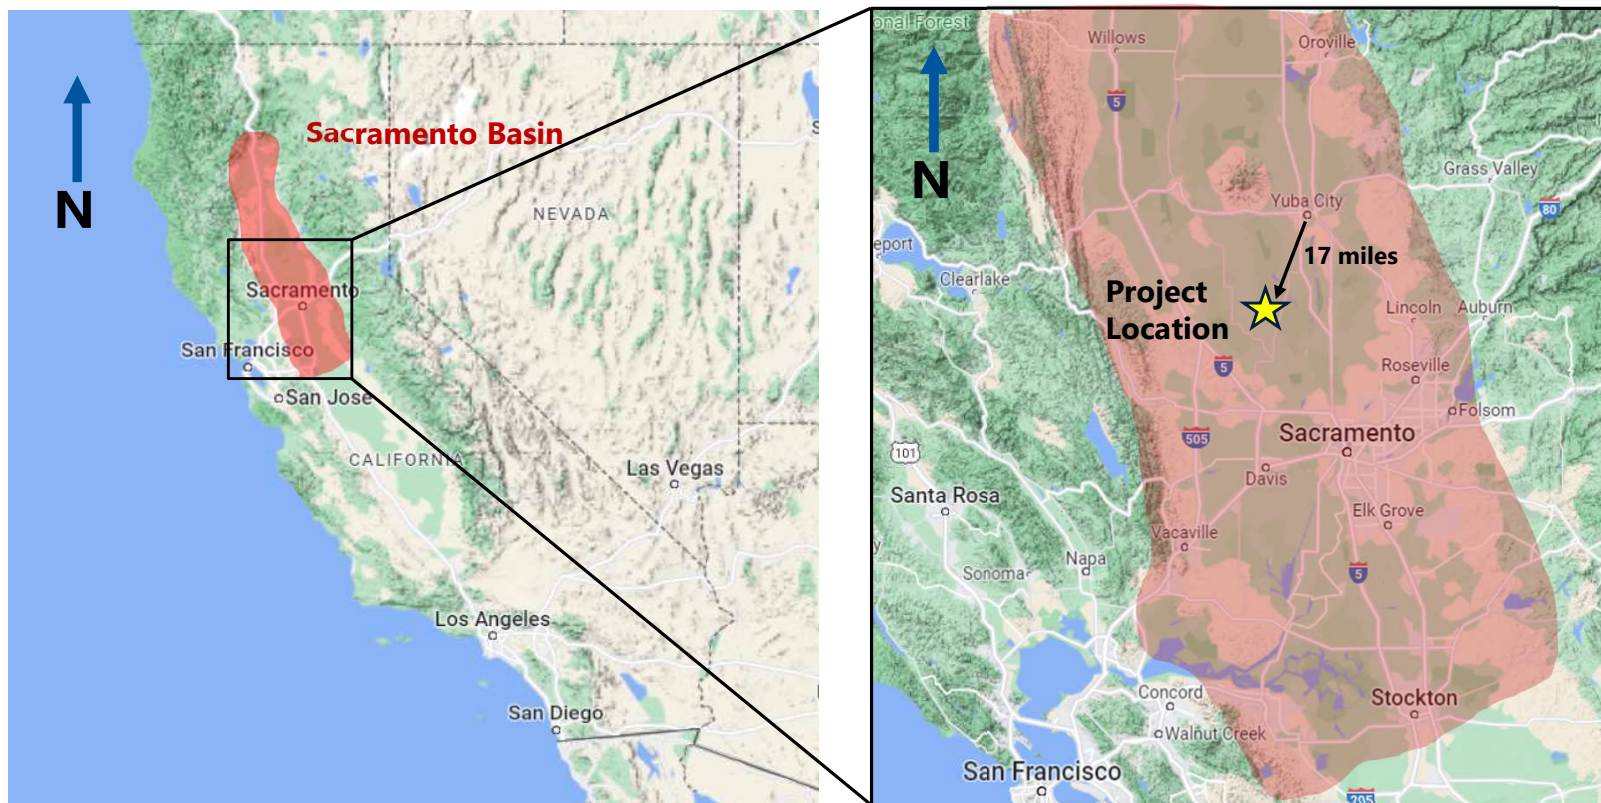 N
Sacramento Basin
NEVADA
Sacramento
San Francisco
San Jose
CALIFORNIA
Las Vegas
Los Angeles
San Diego
onal Forest
N
Willows
Oroville
5
Grass Valley
80
Yuba City
17 miles
eport
Clearlake
Project
Location
Lincoln
Auburn
5
Roseville
Folsom
505
Sacramento
101
Davis
Santa Rosa
Elk Grove
Vacaville
Napa
Sonoma
5
Concord
Stockton
Walnut Creek
San Francisco
205